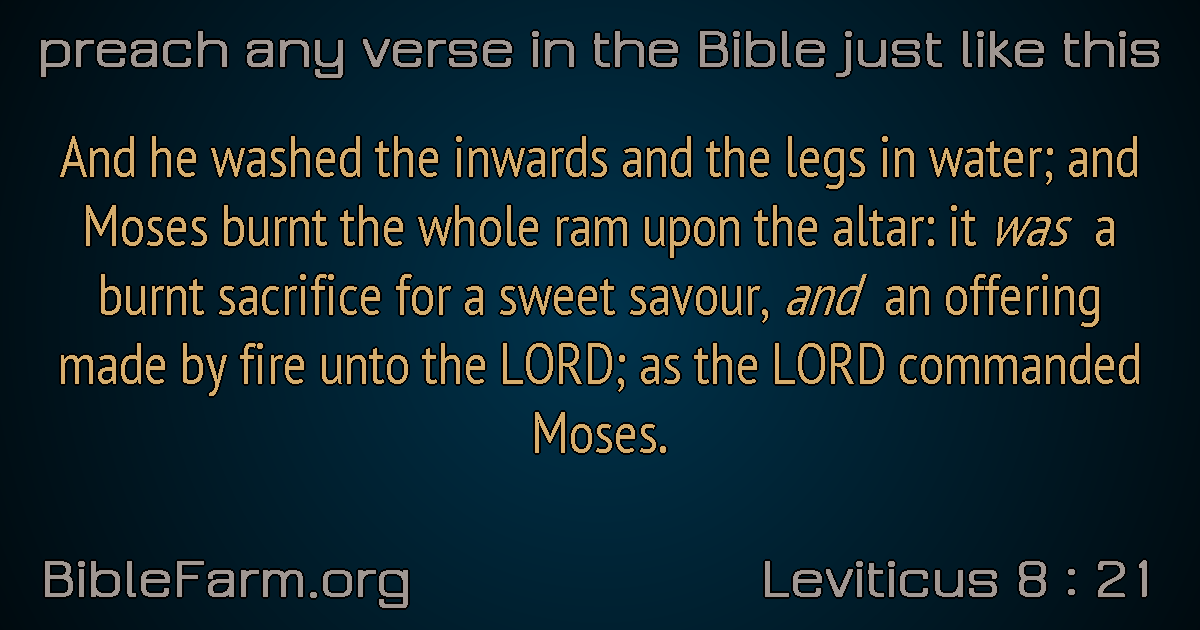 preach any verse in the Bible just like this
And he washed the inwards and the legs in water; and
Moses burnt the whole ram upon the altar: it was a
burnt sacrifice for a sweet savour, and an offering
made by fire unto the LORD; as the LORD commanded
Moses.
BibleFarm.org
Leviticus 8 : 21